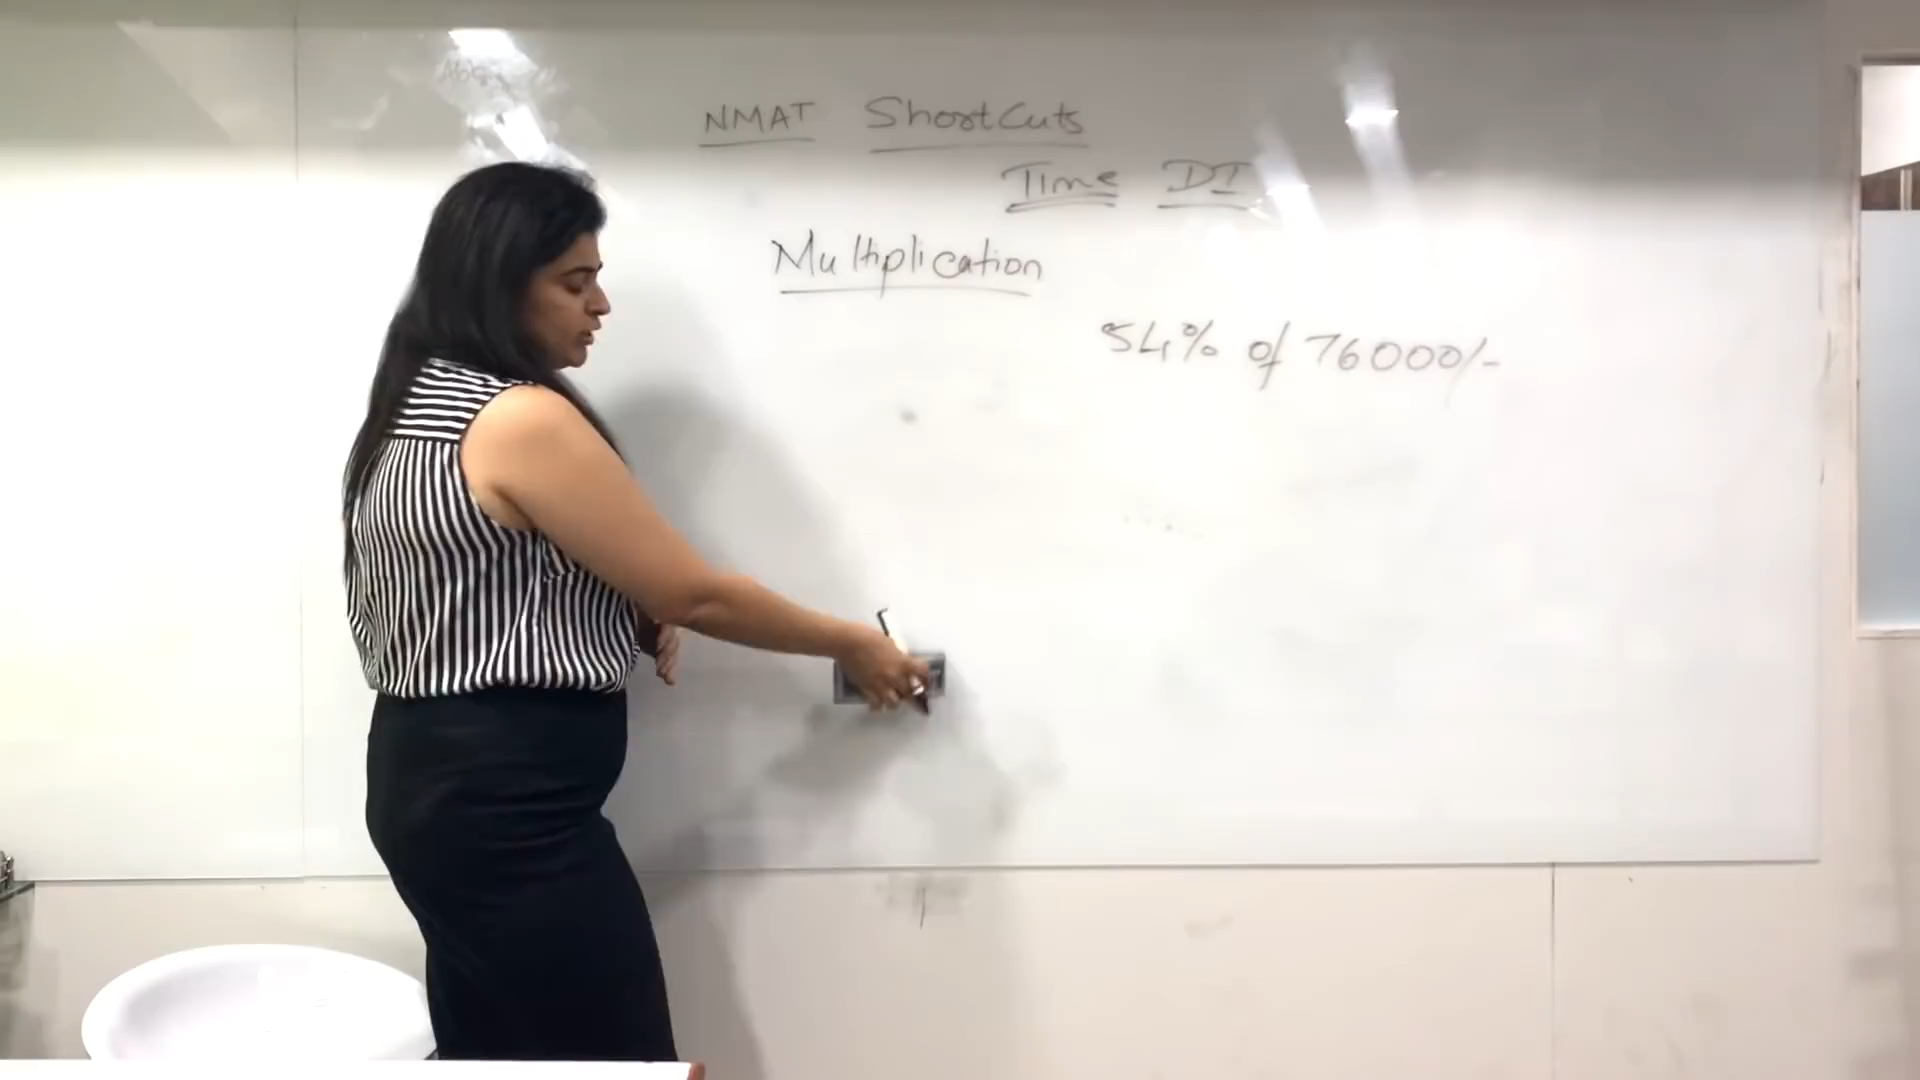 NMAT ShortCuts
Time DI
Multiplication
54% of 76000/-